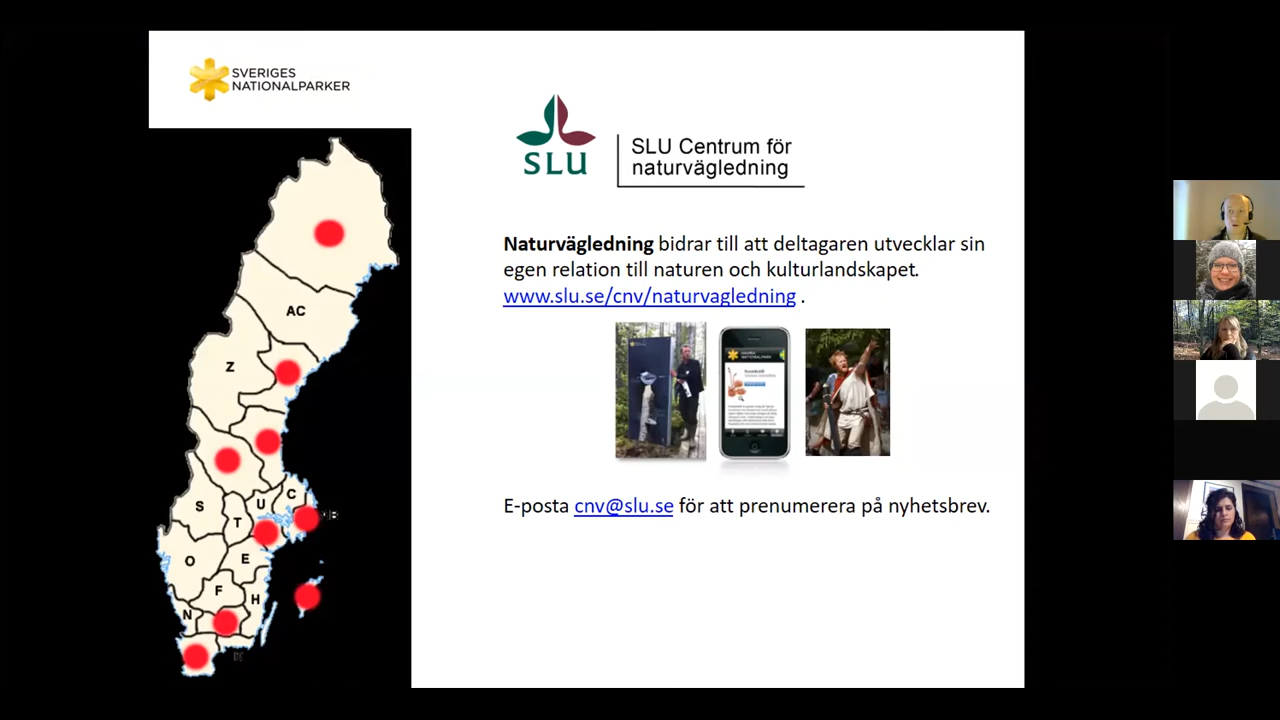 SVERIGES
NATIONALPARKER
SLU
SLU Centrum för
naturvägledning
Naturvägledning bidrar till att deltagaren utvecklar sin
egen relation till naturen och kulturlandskapet.
www.slu.se/cnv/naturvagledning .
E-posta cnv@slu.se för att prenumerera på nyhetsbrev.
AC
Z
S
T
U
C
O
E
F
H
N